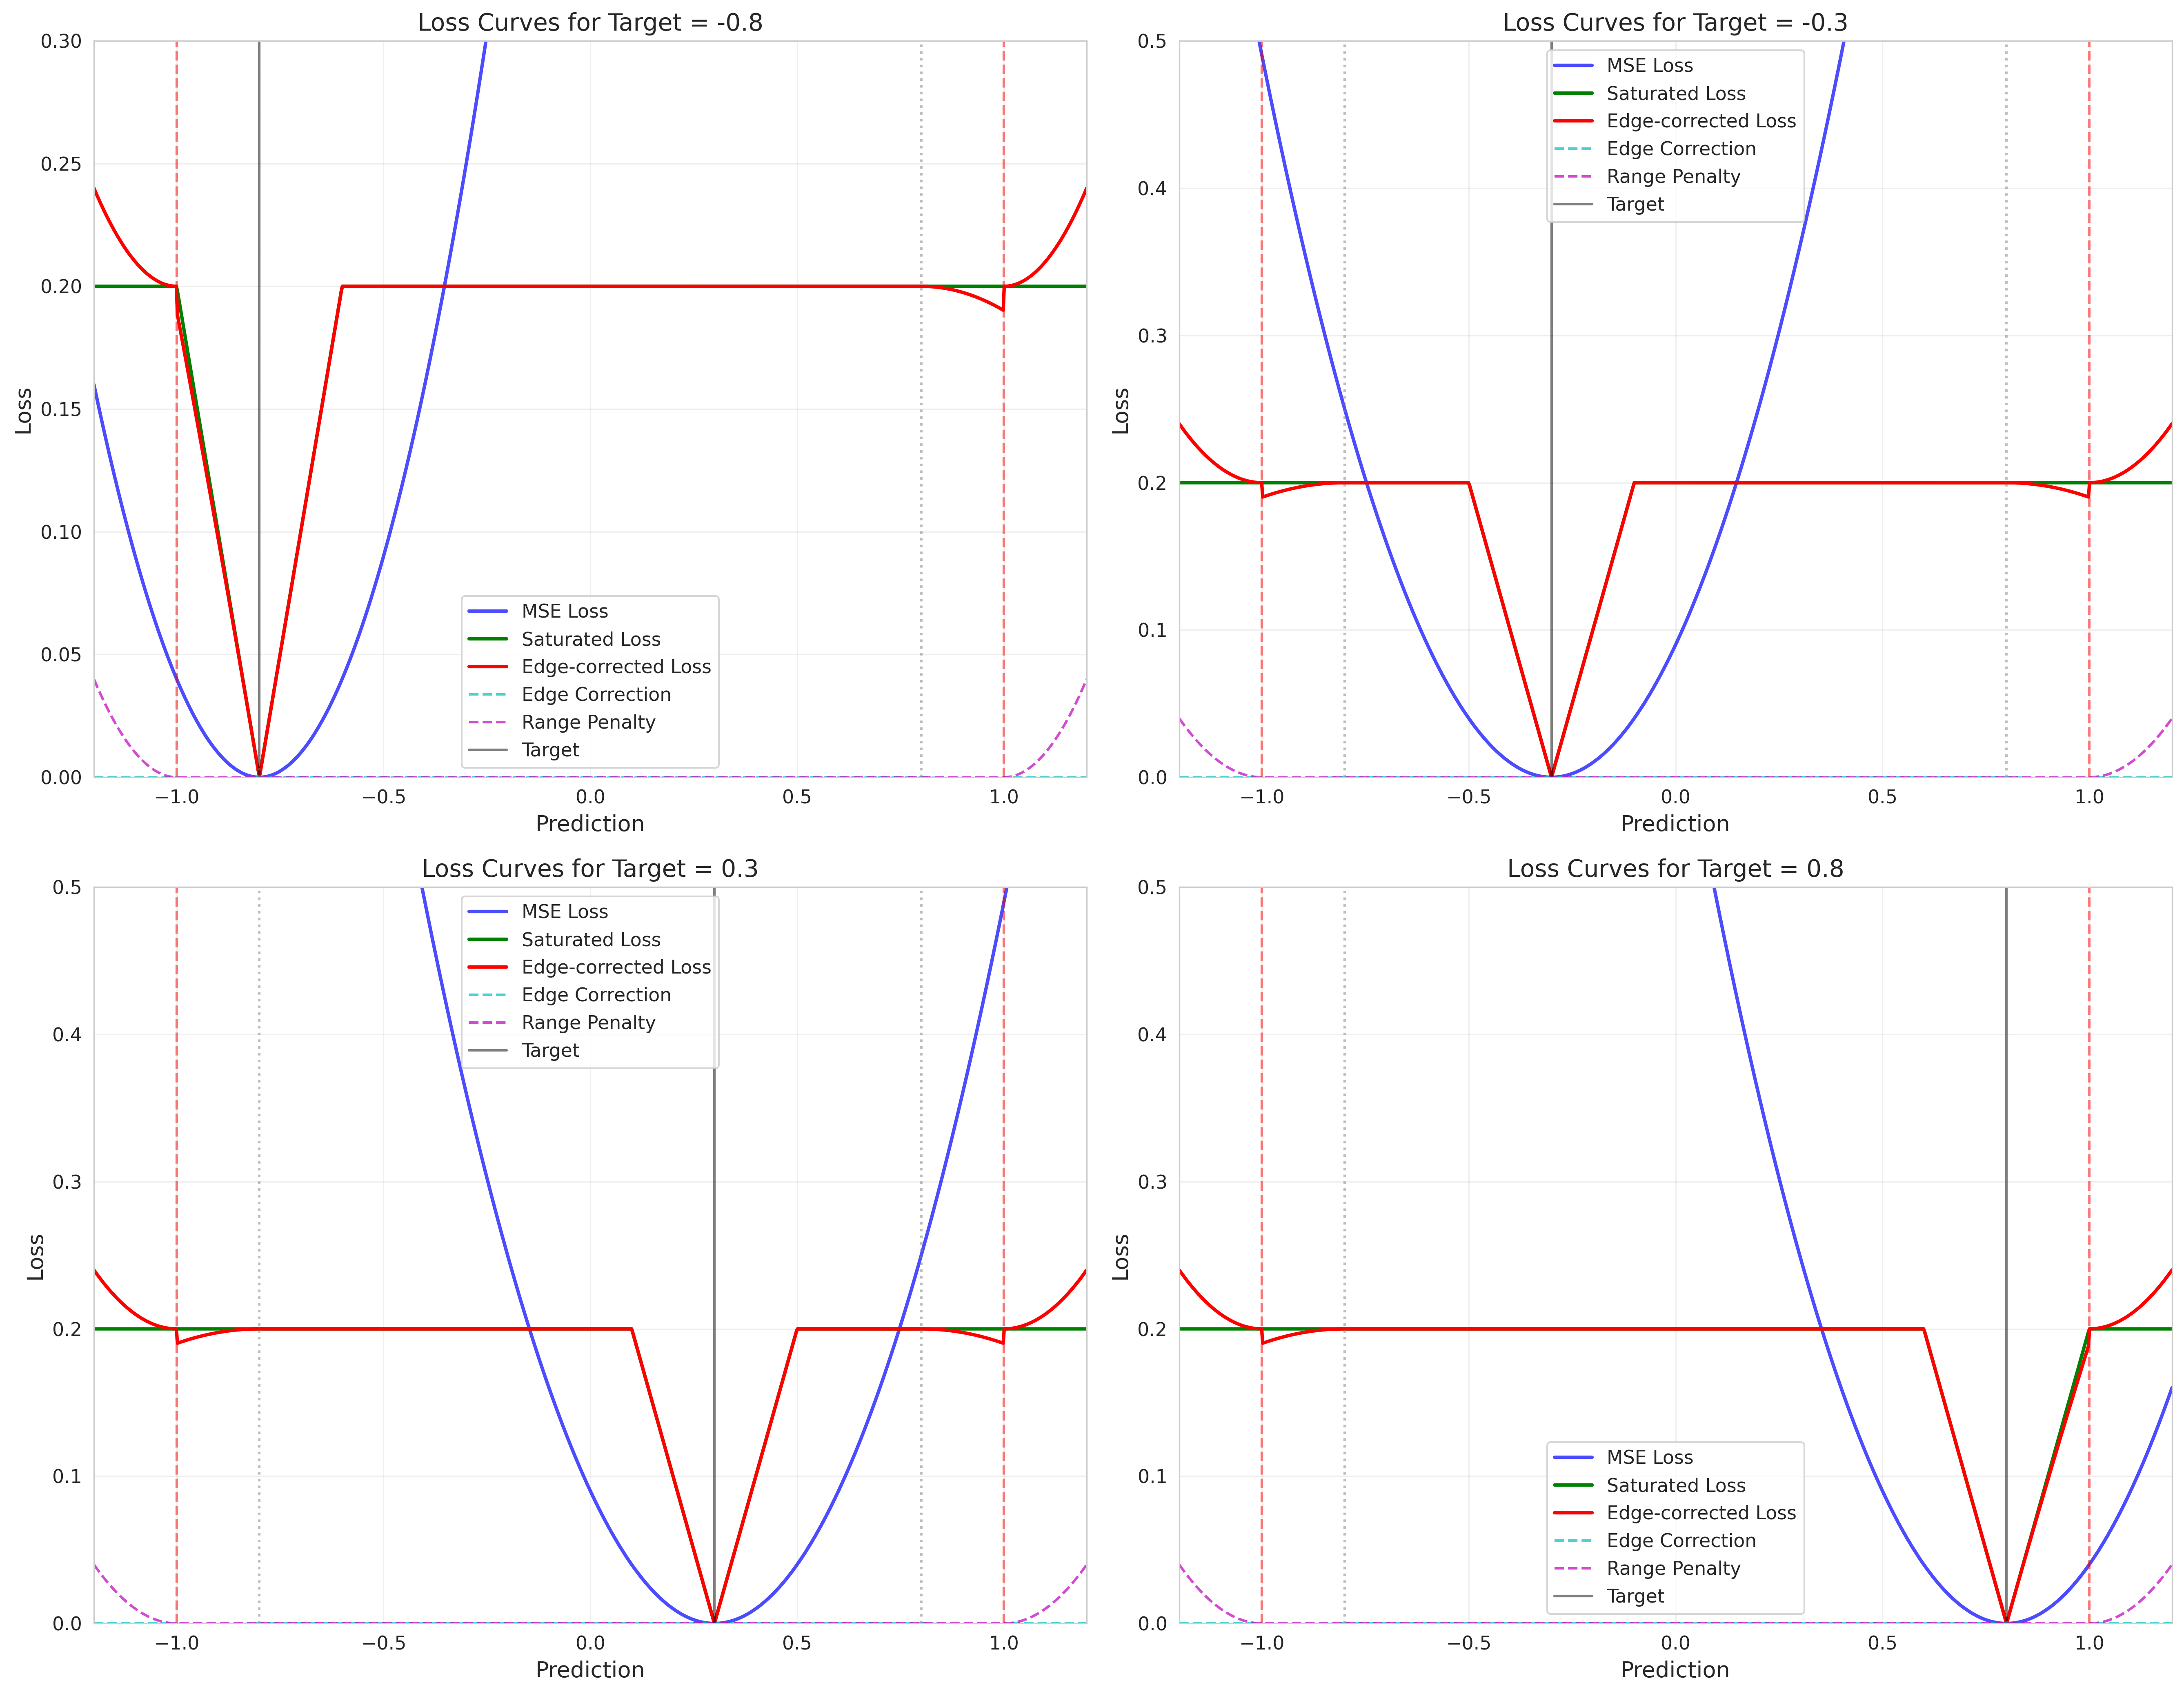 Loss Curves for Target = -0.8
0.30
0.25
0.20
0.15
0.10
0.05
0.00
Loss
MSE Loss
Saturated Loss
Edge-corrected Loss
Edge Correction
Range Penalty
Target
−1.0 −0.5 0.0 0.5 1.0
Prediction
Loss Curves for Target = -0.3
0.5
0.4
0.3
0.2
0.1
0.0
Loss
MSE Loss
Saturated Loss
Edge-corrected Loss
Edge Correction
Range Penalty
Target
−1.0 −0.5 0.0 0.5 1.0
Prediction
Loss Curves for Target = 0.3
0.5
0.4
0.3
0.2
0.1
0.0
Loss
MSE Loss
Saturated Loss
Edge-corrected Loss
Edge Correction
Range Penalty
Target
−1.0 −0.5 0.0 0.5 1.0
Prediction
Loss Curves for Target = 0.8
0.5
0.4
0.3
0.2
0.1
0.0
Loss
MSE Loss
Saturated Loss
Edge-corrected Loss
Edge Correction
Range Penalty
Target
−1.0 −0.5 0.0 0.5 1.0
Prediction